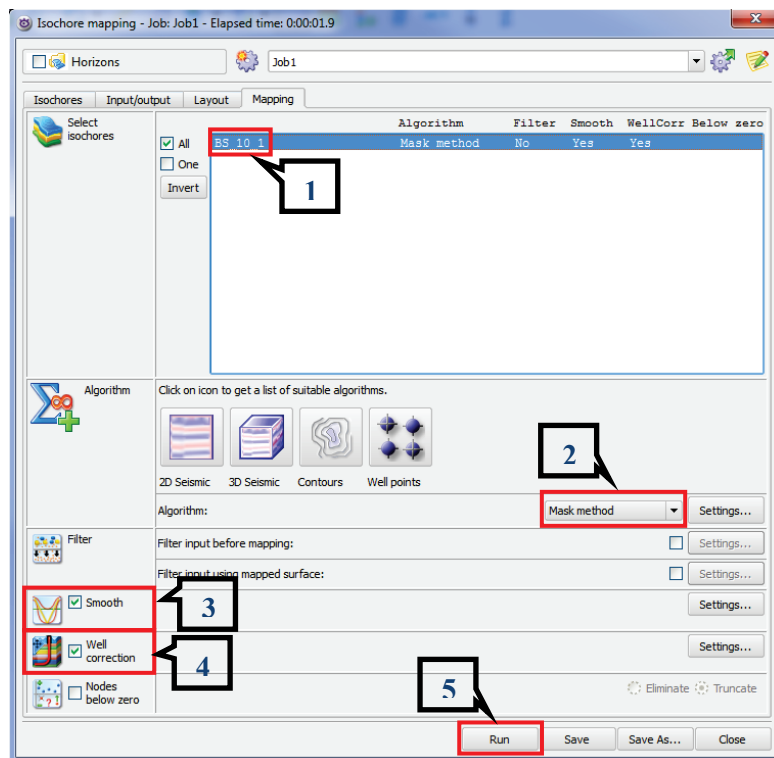 Isochore mapping - Job: Job1 - Elapsed time: 0:00:01.9
Horizons
Job1
Isochores Input/output Layout Mapping
Select isochores
Algorithm Filter Smooth WellCorr Below zero
All
BS_10_1 Mask method No Yes Yes
One
Invert
1
Algorithm
Click on icon to get a list of suitable algorithms.
2D Seismic 3D Seismic Contours Well points
2
Algorithm: Mask method Settings...
Filter
Filter input before mapping: Settings...
Filter input using mapped surface: Settings...
Smooth Settings...
3
Well correction Settings...
4
Nodes below zero
Eliminate Truncate
5
Run Save Save As... Close